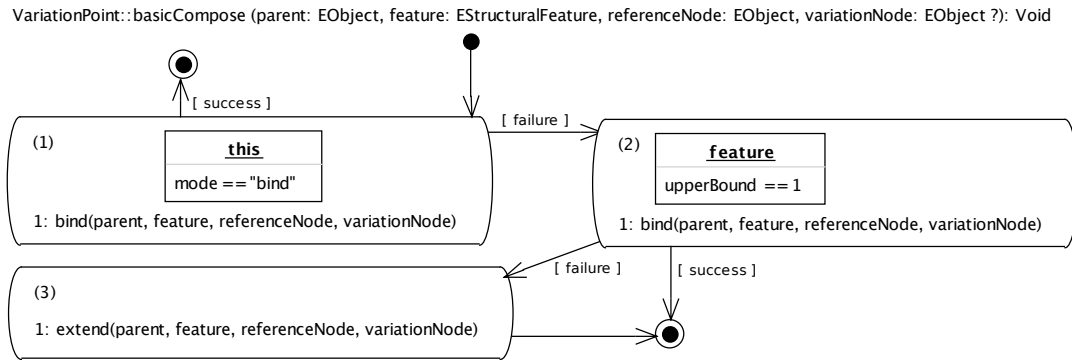 VariationPoint::basicCompose (parent: EObject, feature: EStructuralFeature, referenceNode: EObject, variationNode: EObject ?): Void
[ success ]
[ failure ]
(1)
this
mode == "bind"
1: bind(parent, feature, referenceNode, variationNode)
(2)
feature
upperBound == 1
1: bind(parent, feature, referenceNode, variationNode)
[ failure ]
[ success ]
(3)
1: extend(parent, feature, referenceNode, variationNode)